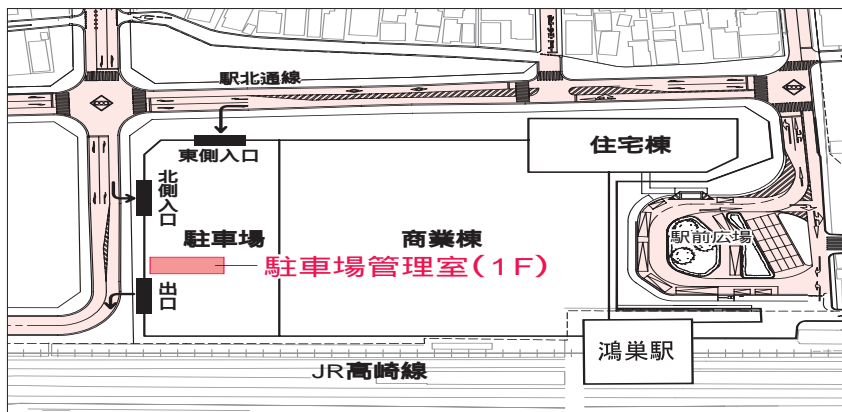 駅北通線
東側入口
住宅棟
北側入口
駐車場
商業棟
駅前広場
駐車場管理室(1F)
出口
鴻巣駅
JR高崎線